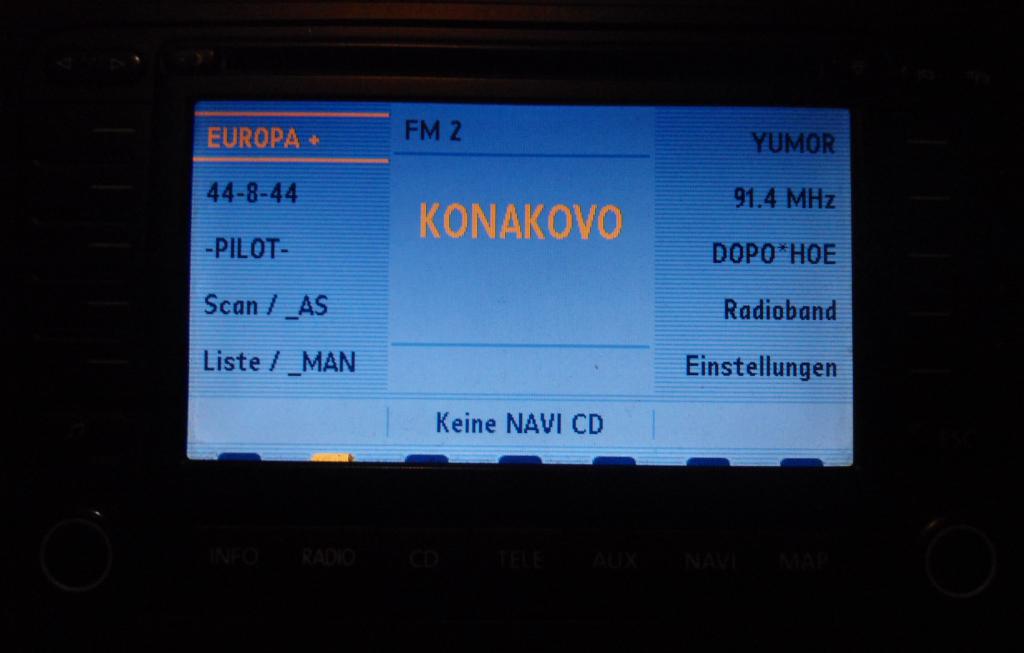 EUROPA +
44-8-44
-PILOT-
Scan / _AS
Liste / _MAN
FM 2
KONAKOVO
YUMOR
91.4 MHz
DOPO*HOE
Radioband
Einstellungen
Keine NAVI CD
INFO RADIO CD TELE AUX NAVI MAP